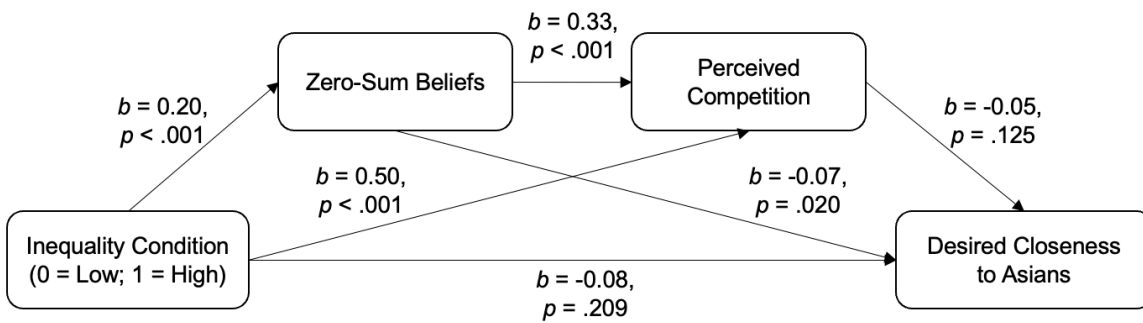 b = 0.33,
p < .001
Zero-Sum Beliefs
Perceived
Competition
b = 0.20,
p < .001
b = -0.05,
p = .125
b = 0.50,
p < .001
b = -0.07,
p = .020
Inequality Condition
(0 = Low; 1 = High)
Desired Closeness
to Asians
b = -0.08,
p = .209